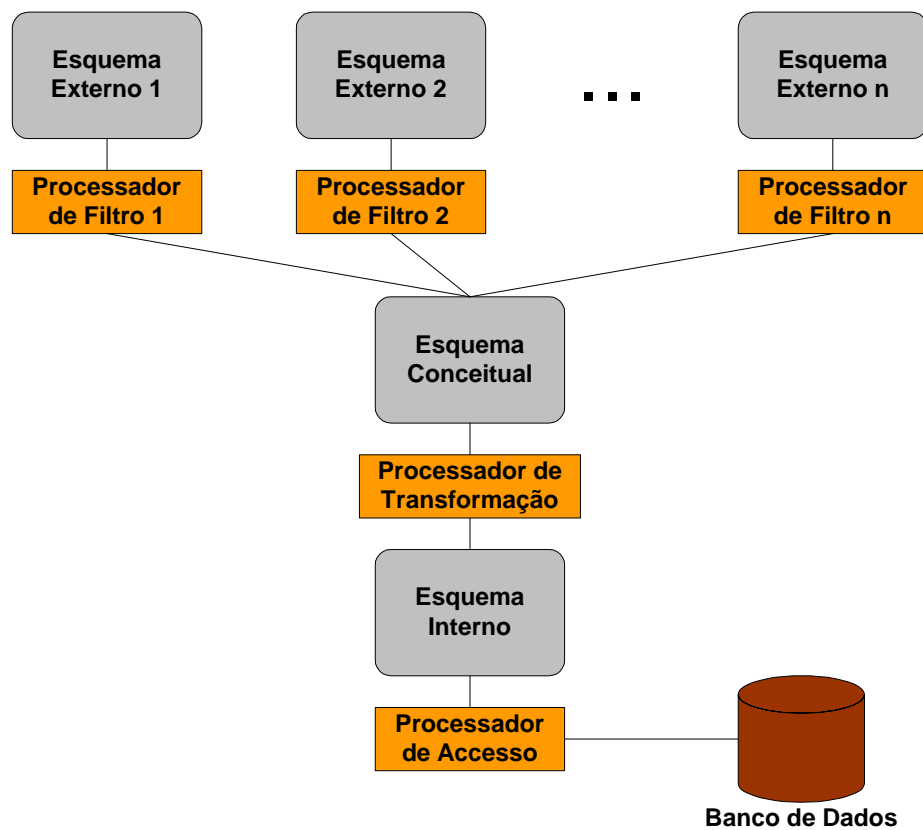 Esquema
Externo 1
Esquema
Externo 2
...
Esquema
Externo n
Processador
de Filtro 1
Processador
de Filtro 2
Processador
de Filtro n
Esquema
Conceitual
Processador de
Transformação
Esquema
Interno
Processador
de Accesso
Banco de Dados